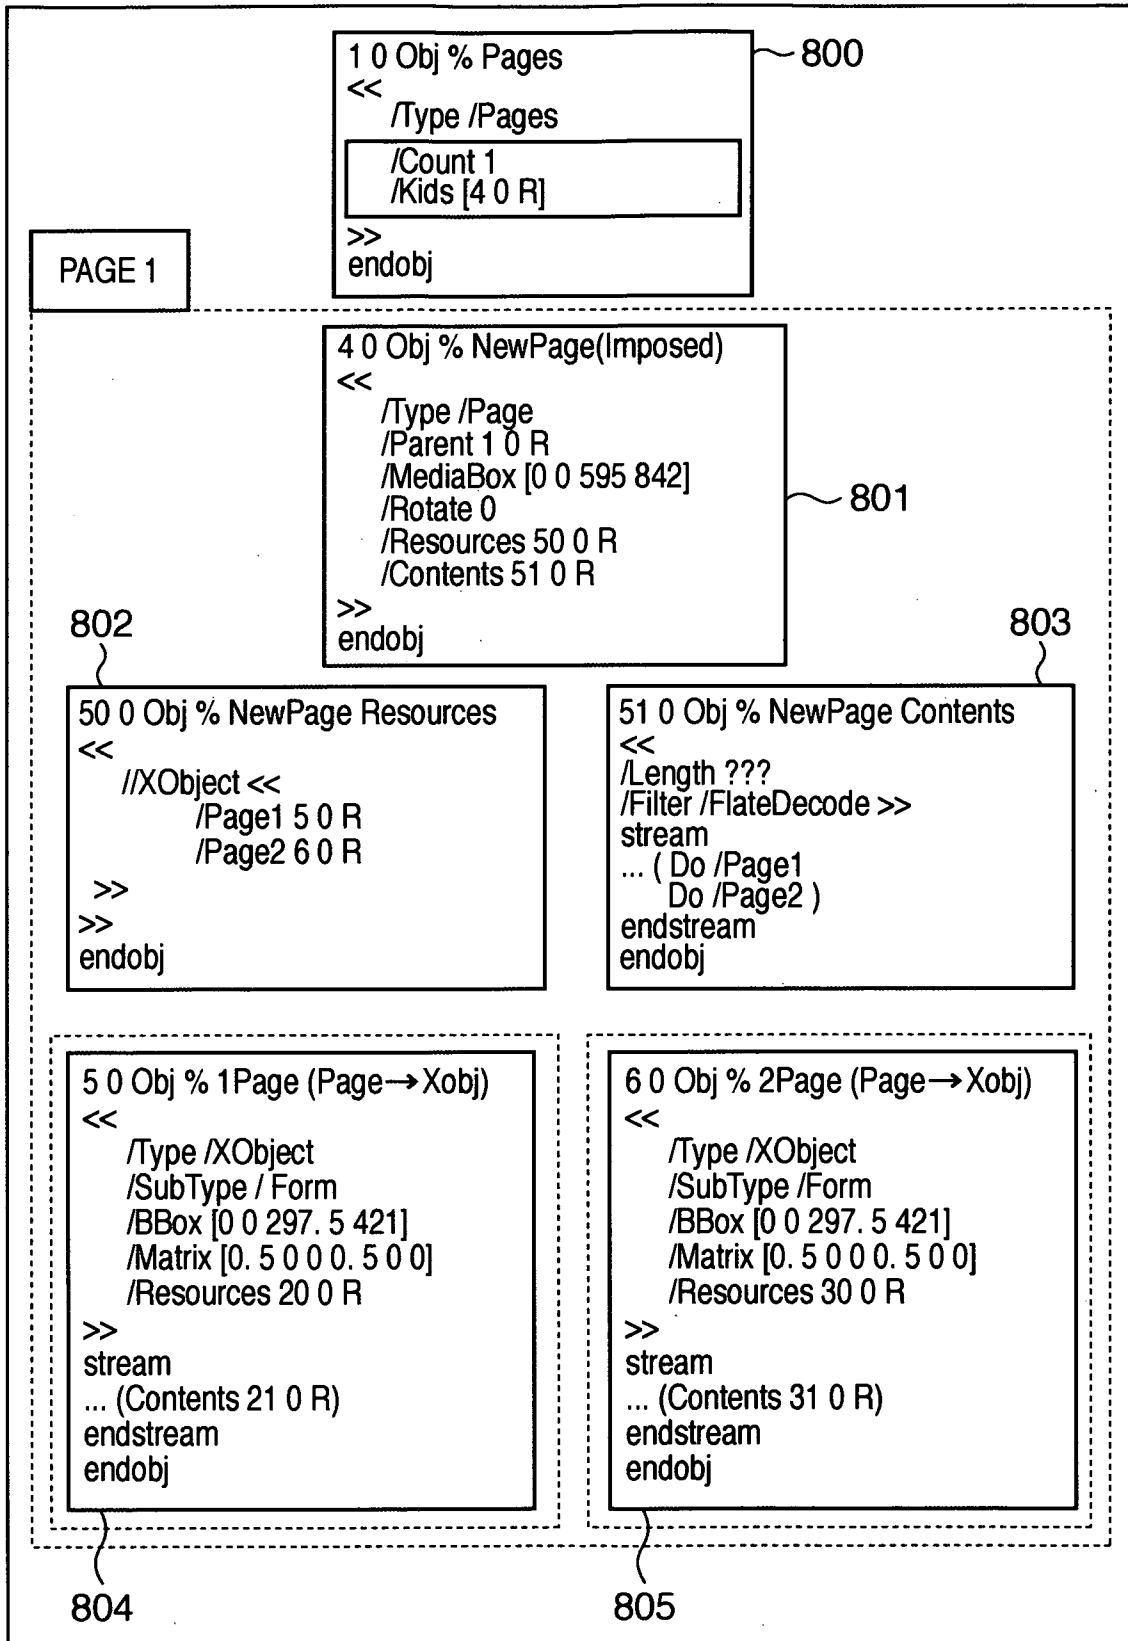 1 0 Obj % Pages
<<
/Type /Pages
/Count 1
/Kids [4 0 R]
>>
endobj
800
PAGE 1
4 0 Obj % NewPage(Imposed)
<<
/Type /Page
/Parent 1 0 R
/MediaBox [0 0 595 842]
/Rotate 0
/Resources 50 0 R
/Contents 51 0 R
>>
endobj
801
802
50 0 Obj % NewPage Resources
<<
//XObject <<
/Page1 5 0 R
/Page2 6 0 R
>>
>>
endobj
803
51 0 Obj % NewPage Contents
<<
/Length ???
/Filter /FlateDecode >>
stream
... ( Do /Page1
Do /Page2 )
endstream
endobj
5 0 Obj % 1Page (Page→Xobj)
<<
/Type /XObject
/SubType / Form
/BBox [0 0 297. 5 421]
/Matrix [0. 5 0 0 0. 5 0 0]
/Resources 20 0 R
>>
stream
... (Contents 21 0 R)
endstream
endobj
804
6 0 Obj % 2Page (Page→Xobj)
<<
/Type /XObject
/SubType /Form
/BBox [0 0 297. 5 421]
/Matrix [0. 5 0 0 0. 5 0 0]
/Resources 30 0 R
>>
stream
... (Contents 31 0 R)
endstream
endobj
805